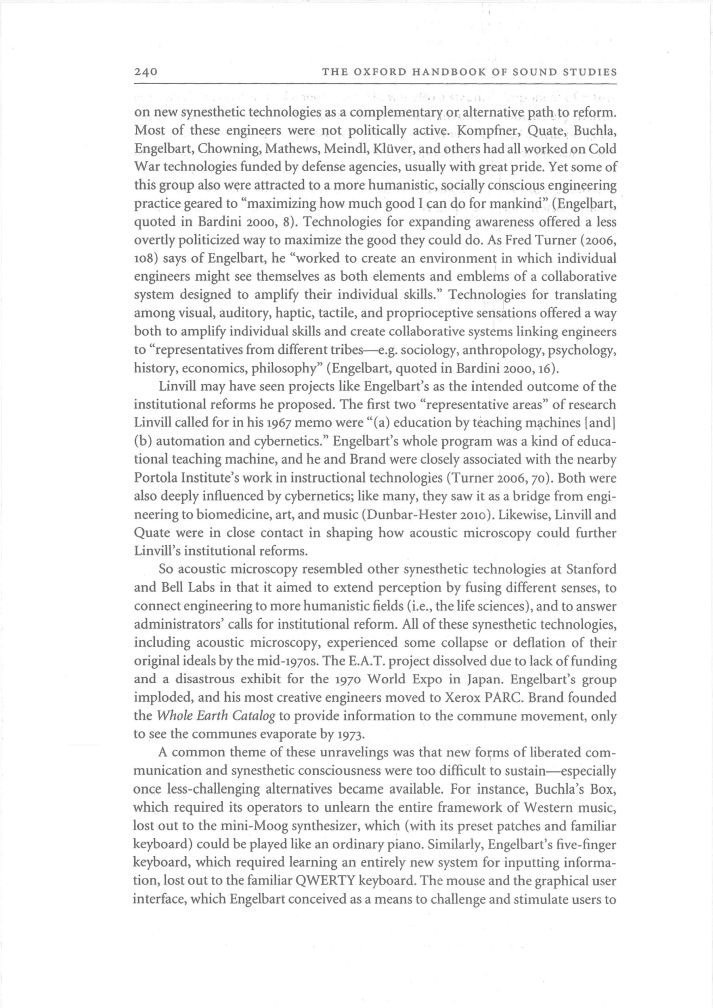 240 THE OXFORD HANDBOOK OF SOUND STUDIES
on new synesthetic technologies as a complementary or alternative path to reform.
Most of these engineers were not politically active. Kompfner, Quate, Buchla,
Engelbart, Chowning, Mathews, Meindl, Klüver, and others had all worked on Cold
War technologies funded by defense agencies, usually with great pride. Yet some of
this group also were attracted to a more humanistic, socially conscious engineering
practice geared to “maximizing how much good I can do for mankind” (Engelbart,
quoted in Bardini 2000, 8). Technologies for expanding awareness offered a less
overtly politicized way to maximize the good they could do. As Fred Turner (2006,
108) says of Engelbart, he “worked to create an environment in which individual
engineers might see themselves as both elements and emblems of a collaborative
system designed to amplify their individual skills.” Technologies for translating
among visual, auditory, haptic, tactile, and proprioceptive sensations offered a way
both to amplify individual skills and create collaborative systems linking engineers
to “representatives from different tribes—e.g. sociology, anthropology, psychology,
history, economics, philosophy” (Engelbart, quoted in Bardini 2000, 16).
Linvill may have seen projects like Engelbart’s as the intended outcome of the
institutional reforms he proposed. The first two “representative areas” of research
Linvill called for in his 1967 memo were “(a) education by teaching machines [and]
(b) automation and cybernetics.” Engelbart’s whole program was a kind of educa-
tional teaching machine, and he and Brand were closely associated with the nearby
Portola Institute’s work in instructional technologies (Turner 2006, 70). Both were
also deeply influenced by cybernetics; like many, they saw it as a bridge from engi-
neering to biomedicine, art, and music (Dunbar-Hester 2010). Likewise, Linvill and
Quate were in close contact in shaping how acoustic microscopy could further
Linvill’s institutional reforms.
So acoustic microscopy resembled other synesthetic technologies at Stanford
and Bell Labs in that it aimed to extend perception by fusing different senses, to
connect engineering to more humanistic fields (i.e., the life sciences), and to answer
administrators’ calls for institutional reform. All of these synesthetic technologies,
including acoustic microscopy, experienced some collapse or deflation of their
original ideals by the mid-1970s. The E.A.T. project dissolved due to lack of funding
and a disastrous exhibit for the 1970 World Expo in Japan. Engelbart’s group
imploded, and his most creative engineers moved to Xerox PARC. Brand founded
the Whole Earth Catalog to provide information to the commune movement, only
to see the communes evaporate by 1973.
A common theme of these unravelings was that new forms of liberated com-
munication and synesthetic consciousness were too difficult to sustain—especially
once less-challenging alternatives became available. For instance, Buchla’s Box,
which required its operators to unlearn the entire framework of Western music,
lost out to the mini-Moog synthesizer, which (with its preset patches and familiar
keyboard) could be played like an ordinary piano. Similarly, Engelbart’s five-finger
keyboard, which required learning an entirely new system for inputting informa-
tion, lost out to the familiar QWERTY keyboard. The mouse and the graphical user
interface, which Engelbart conceived as a means to challenge and stimulate users to